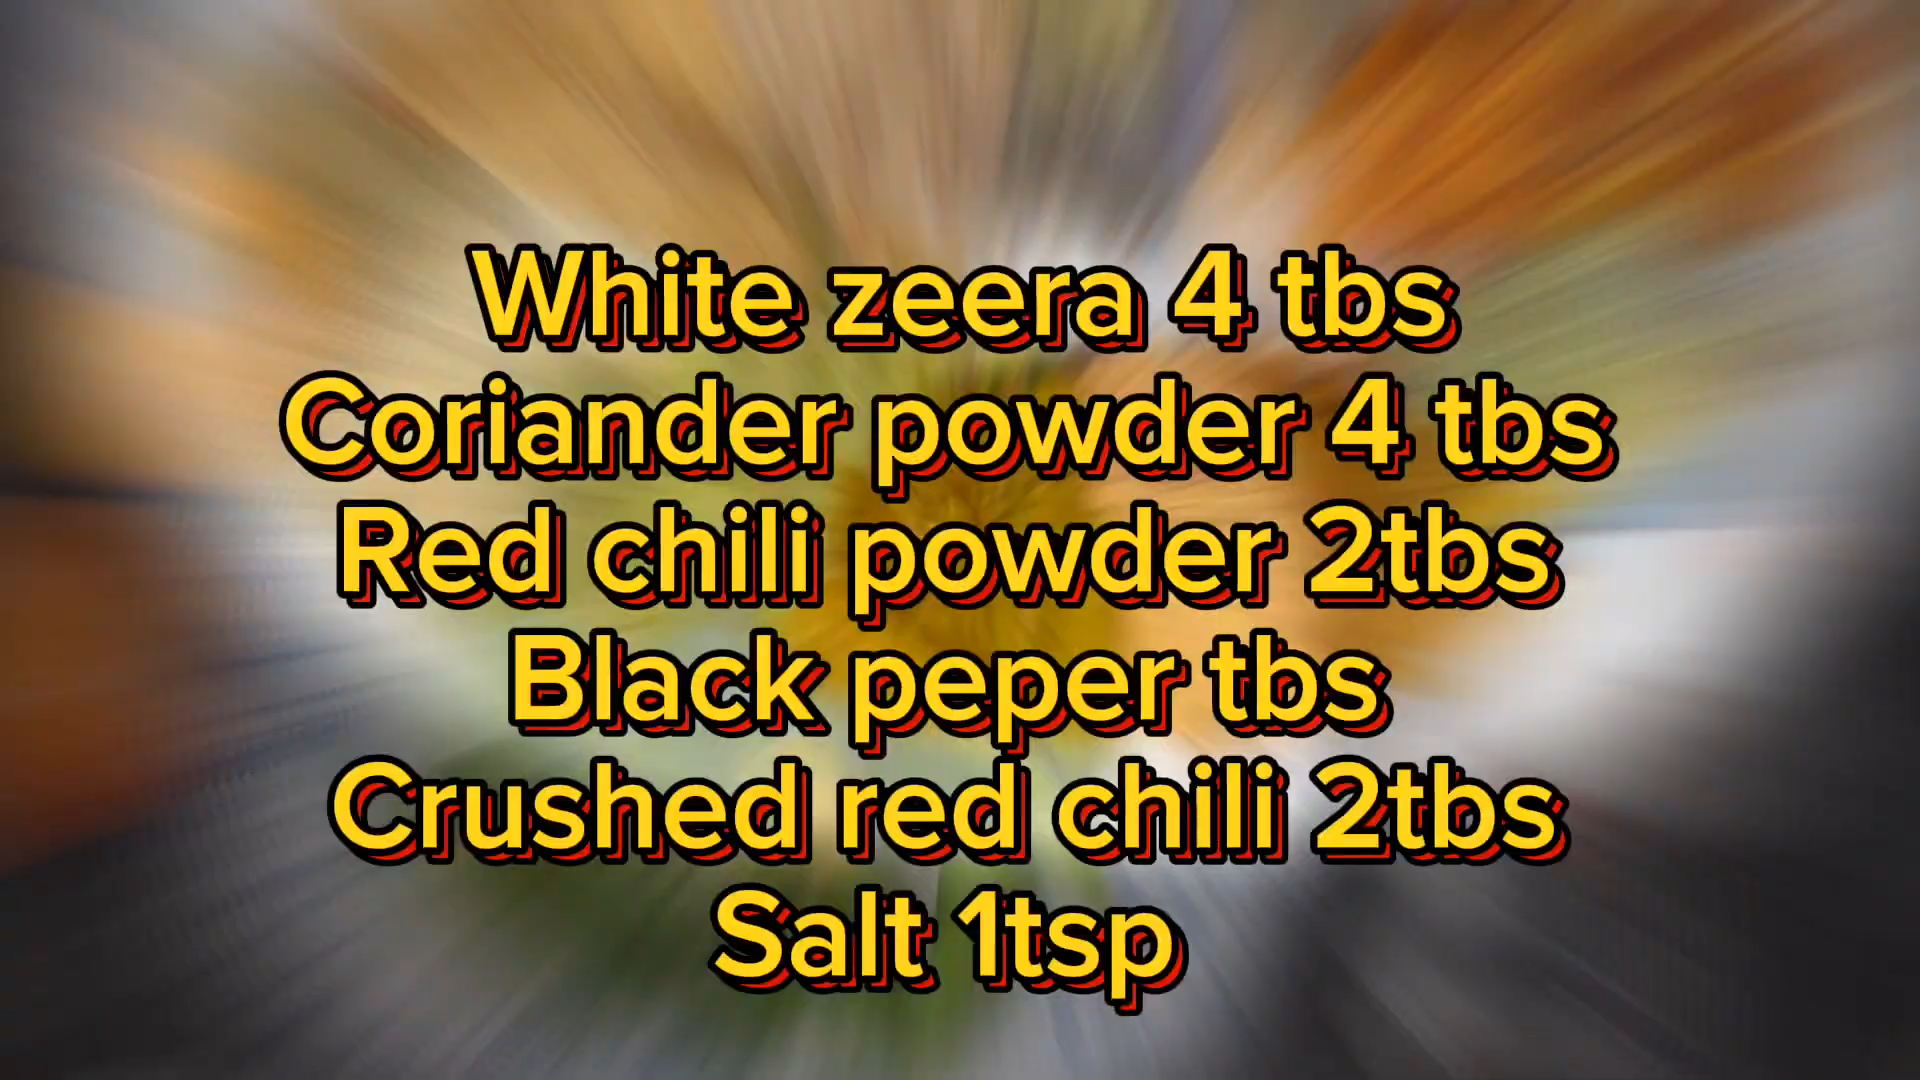 White zeera 4 tbs
Coriander powder 4 tbs
Red chili powder 2tbs
Black peper tbs
Crushed red chili 2tbs
Salt 1tsp